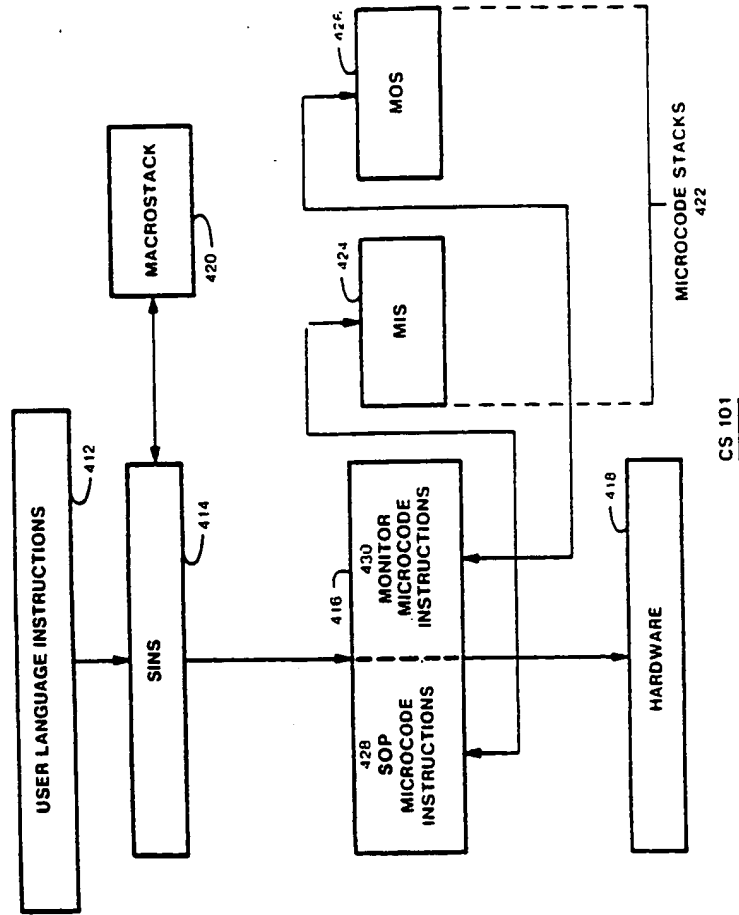 USER LANGUAGE INSTRUCTIONS
412
SINS
414
MACROSTACK
420
416
428
SOP
MICROCODE
INSTRUCTIONS
430
MONITOR
MICROCODE
INSTRUCTIONS
MIS
424
MOS
426
MICROCODE STACKS
422
HARDWARE
418
CS 101